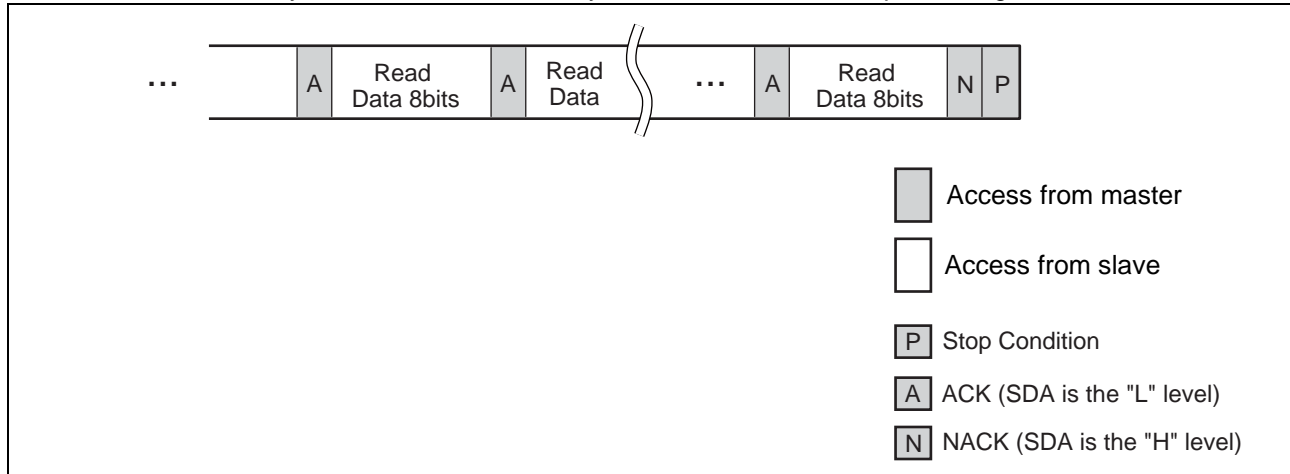 ... A Read Data 8bits A Read Data ... A Read Data 8bits N P
Access from master
Access from slave
P Stop Condition
A ACK (SDA is the "L" level)
N NACK (SDA is the "H" level)